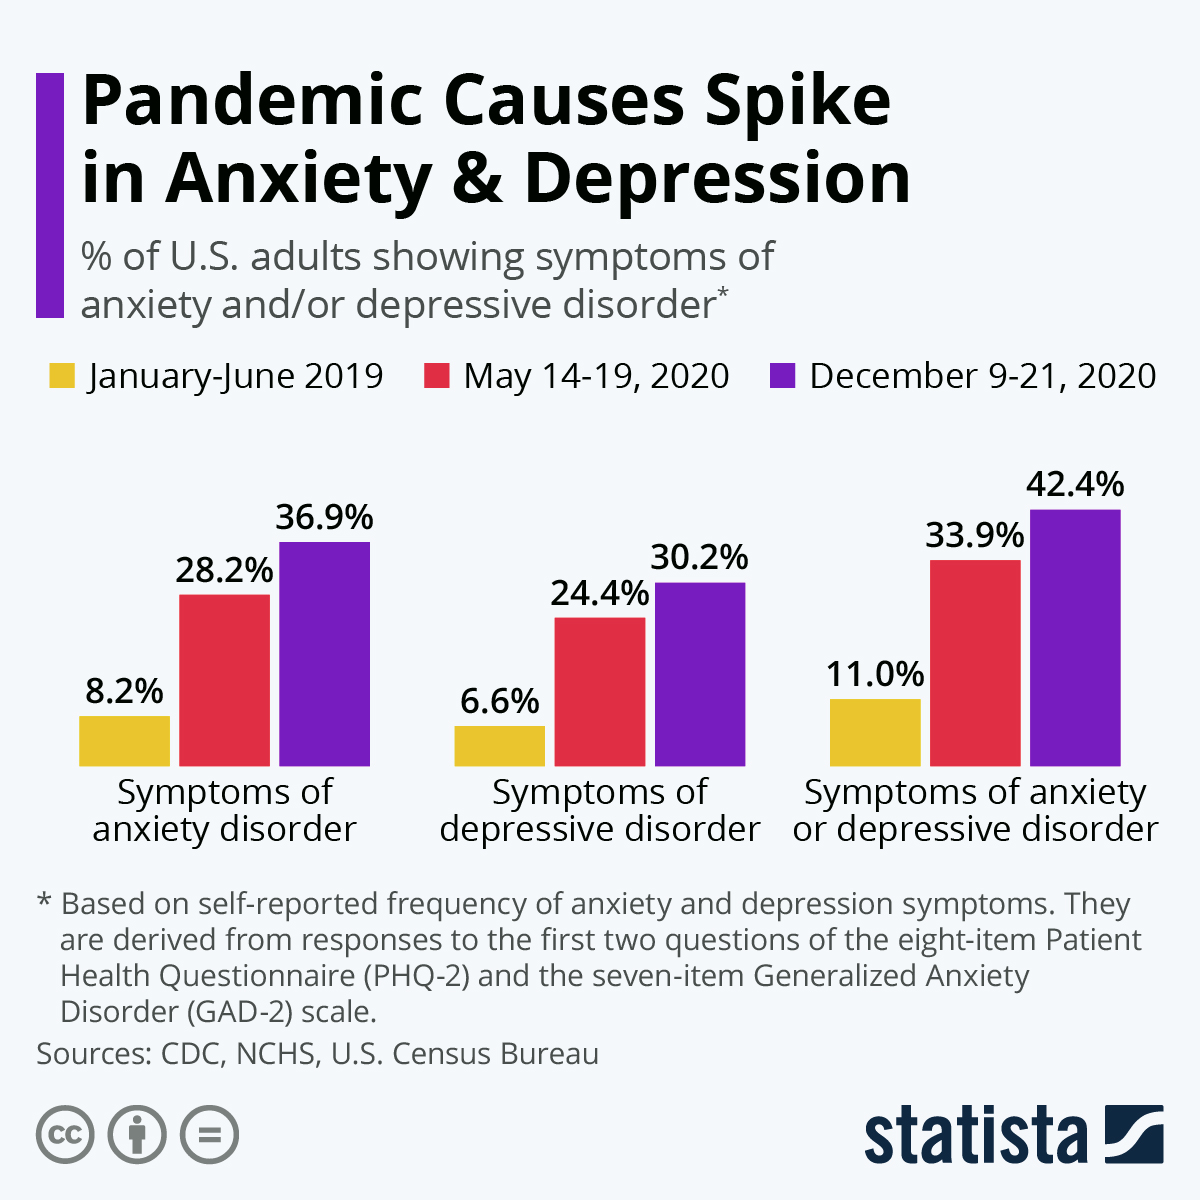 Pandemic Causes Spike
in Anxiety & Depression
% of U.S. adults showing symptoms of
anxiety and/or depressive disorder*
January-June 2019 May 14-19, 2020 December 9-21, 2020
8.2%
28.2%
36.9%
Symptoms of
anxiety disorder
6.6%
24.4%
30.2%
Symptoms of
depressive disorder
11.0%
33.9%
42.4%
Symptoms of anxiety
or depressive disorder
* Based on self-reported frequency of anxiety and depression symptoms. They
are derived from responses to the first two questions of the eight-item Patient
Health Questionnaire (PHQ-2) and the seven-item Generalized Anxiety
Disorder (GAD-2) scale.
Sources: CDC, NCHS, U.S. Census Bureau
cc
statista